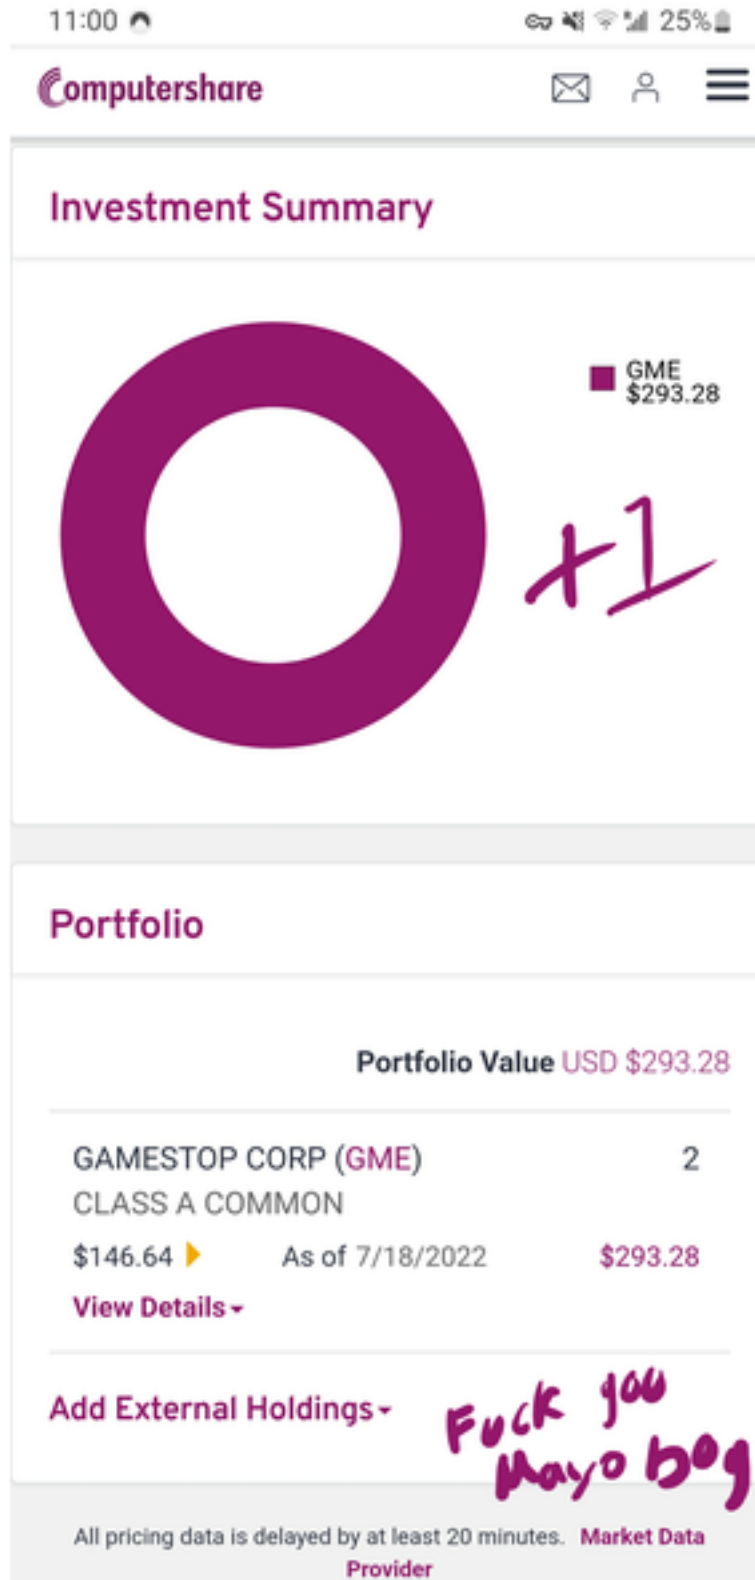 11:00
25%
Computershare
Investment Summary
GME
$293.28
+1
Portfolio
Portfolio Value USD $293.28
GAMESTOP CORP (GME) 2
CLASS A COMMON
$146.64 As of 7/18/2022 $293.28
View Details
Add External Holdings
Fuck you
Mayo boy
All pricing data is delayed by at least 20 minutes. Market Data
Provider